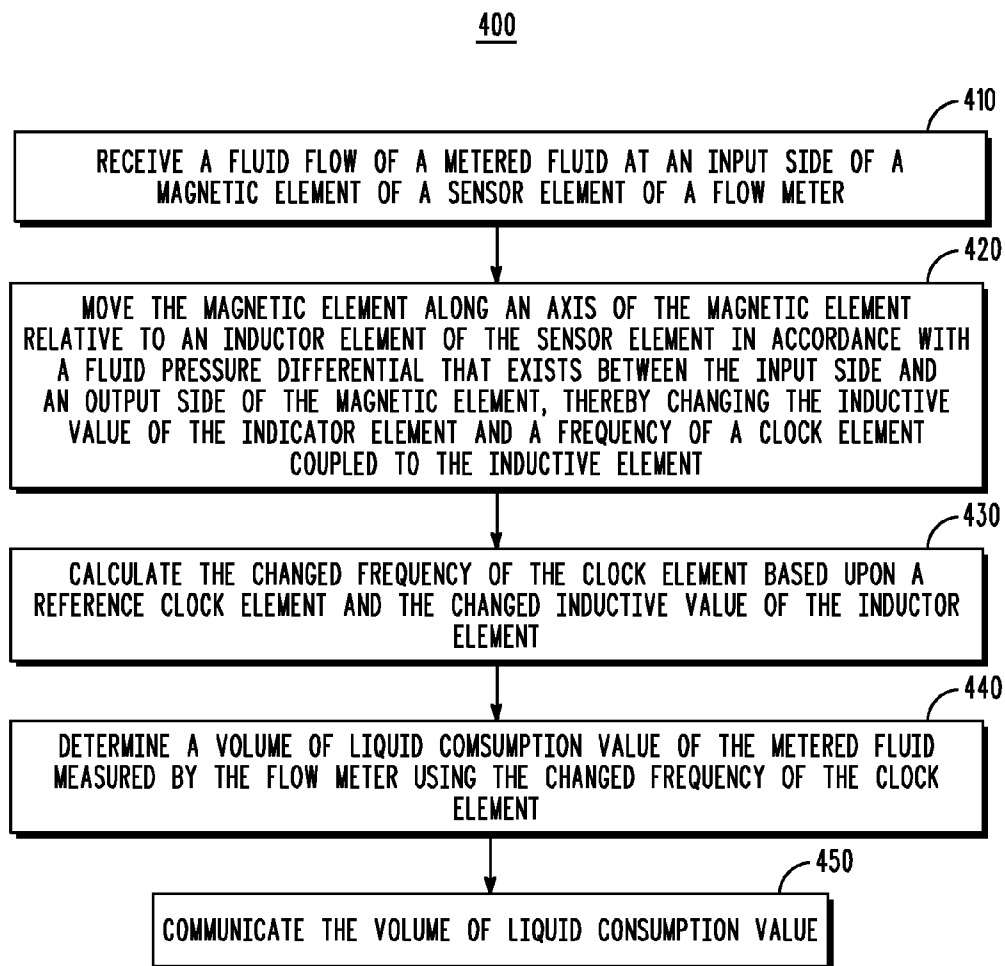 400
410
RECEIVE A FLUID FLOW OF A METERED FLUID AT AN INPUT SIDE OF A
MAGNETIC ELEMENT OF A SENSOR ELEMENT OF A FLOW METER
420
MOVE THE MAGNETIC ELEMENT ALONG AN AXIS OF THE MAGNETIC ELEMENT
RELATIVE TO AN INDUCTOR ELEMENT OF THE SENSOR ELEMENT IN ACCORDANCE WITH
A FLUID PRESSURE DIFFERENTIAL THAT EXISTS BETWEEN THE INPUT SIDE AND
AN OUTPUT SIDE OF THE MAGNETIC ELEMENT, THEREBY CHANGING THE INDUCTIVE
VALUE OF THE INDICATOR ELEMENT AND A FREQUENCY OF A CLOCK ELEMENT
COUPLED TO THE INDUCTIVE ELEMENT
430
CALCULATE THE CHANGED FREQUENCY OF THE CLOCK ELEMENT BASED UPON A
REFERENCE CLOCK ELEMENT AND THE CHANGED INDUCTIVE VALUE OF THE INDUCTOR
ELEMENT
440
DETERMINE A VOLUME OF LIQUID COMSUMPTION VALUE OF THE METERED FLUID
MEASURED BY THE FLOW METER USING THE CHANGED FREQUENCY OF THE CLOCK
ELEMENT
450
COMMUNICATE THE VOLUME OF LIQUID CONSUMPTION VALUE